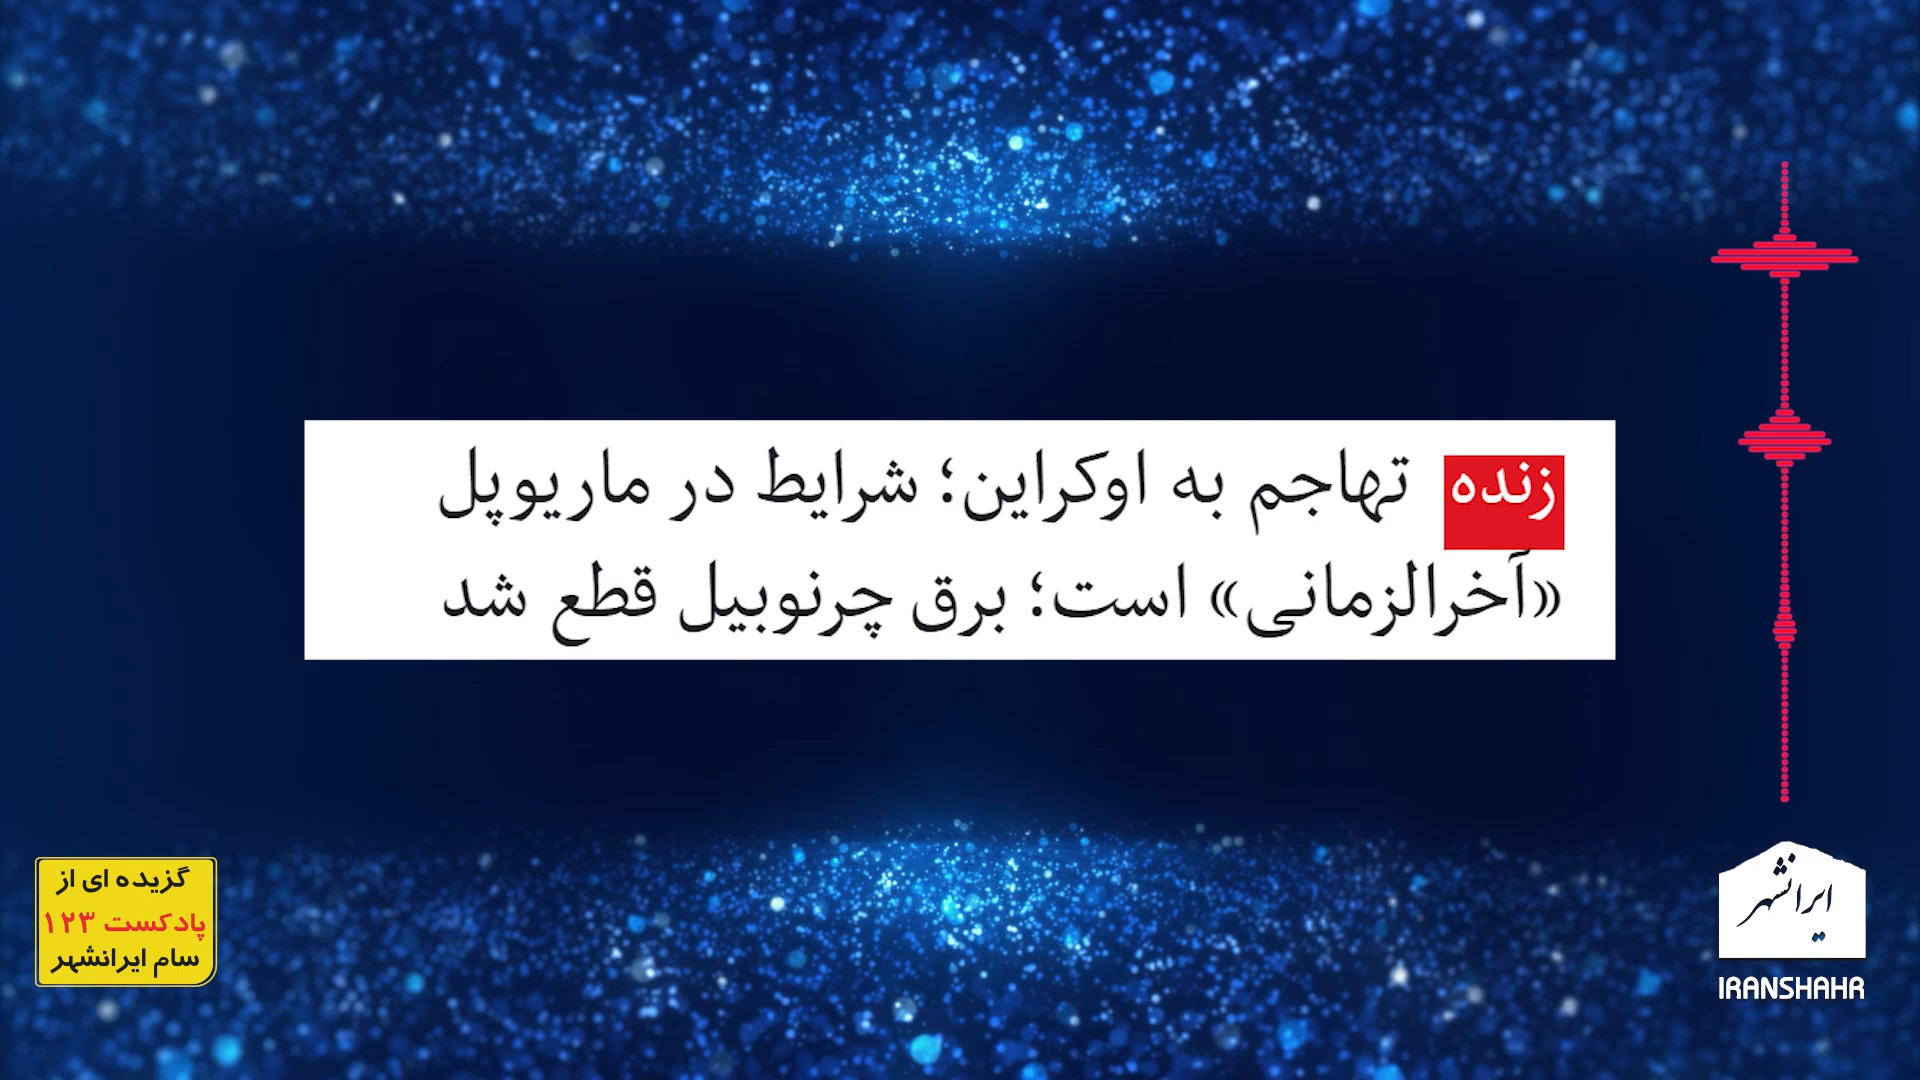 زنده تهاجم به اوکراین؛ شرایط در ماریوپل
«آخرالزمانی» است؛ برق چرنوبیل قطع شد
گزیده ای از
پادکست ۱۲۳
سام ایرانشهر
ایرانشهر
IRANSHAHR